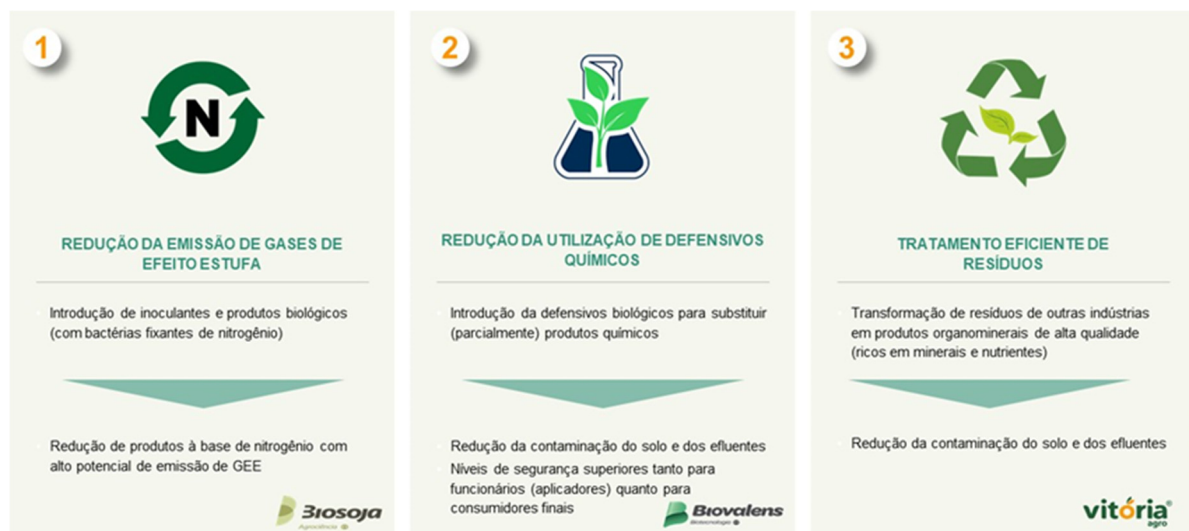 1
N
REDUÇÃO DA EMISSÃO DE GASES DE
EFEITO ESTUFA
Introdução de inoculantes e produtos biológicos
(com bactérias fixantes de nitrogênio)
Redução de produtos à base de nitrogênio com
alto potencial de emissão de GEE
Biosoja
Agrociência
2
REDUÇÃO DA UTILIZAÇÃO DE DEFENSIVOS
QUÍMICOS
Introdução da defensivos biológicos para substituir
(parcialmente) produtos químicos
Redução da contaminação do solo e dos efluentes
Níveis de segurança superiores tanto para
funcionários (aplicadores) quanto para
consumidores finais
Biovalens
Biotecnologia
3
TRATAMENTO EFICIENTE DE
RESÍDUOS
Transformação de resíduos de outras indústrias
em produtos organominerais de alta qualidade
(ricos em minerais e nutrientes)
Redução da contaminação do solo e dos efluentes
vitória®
agro